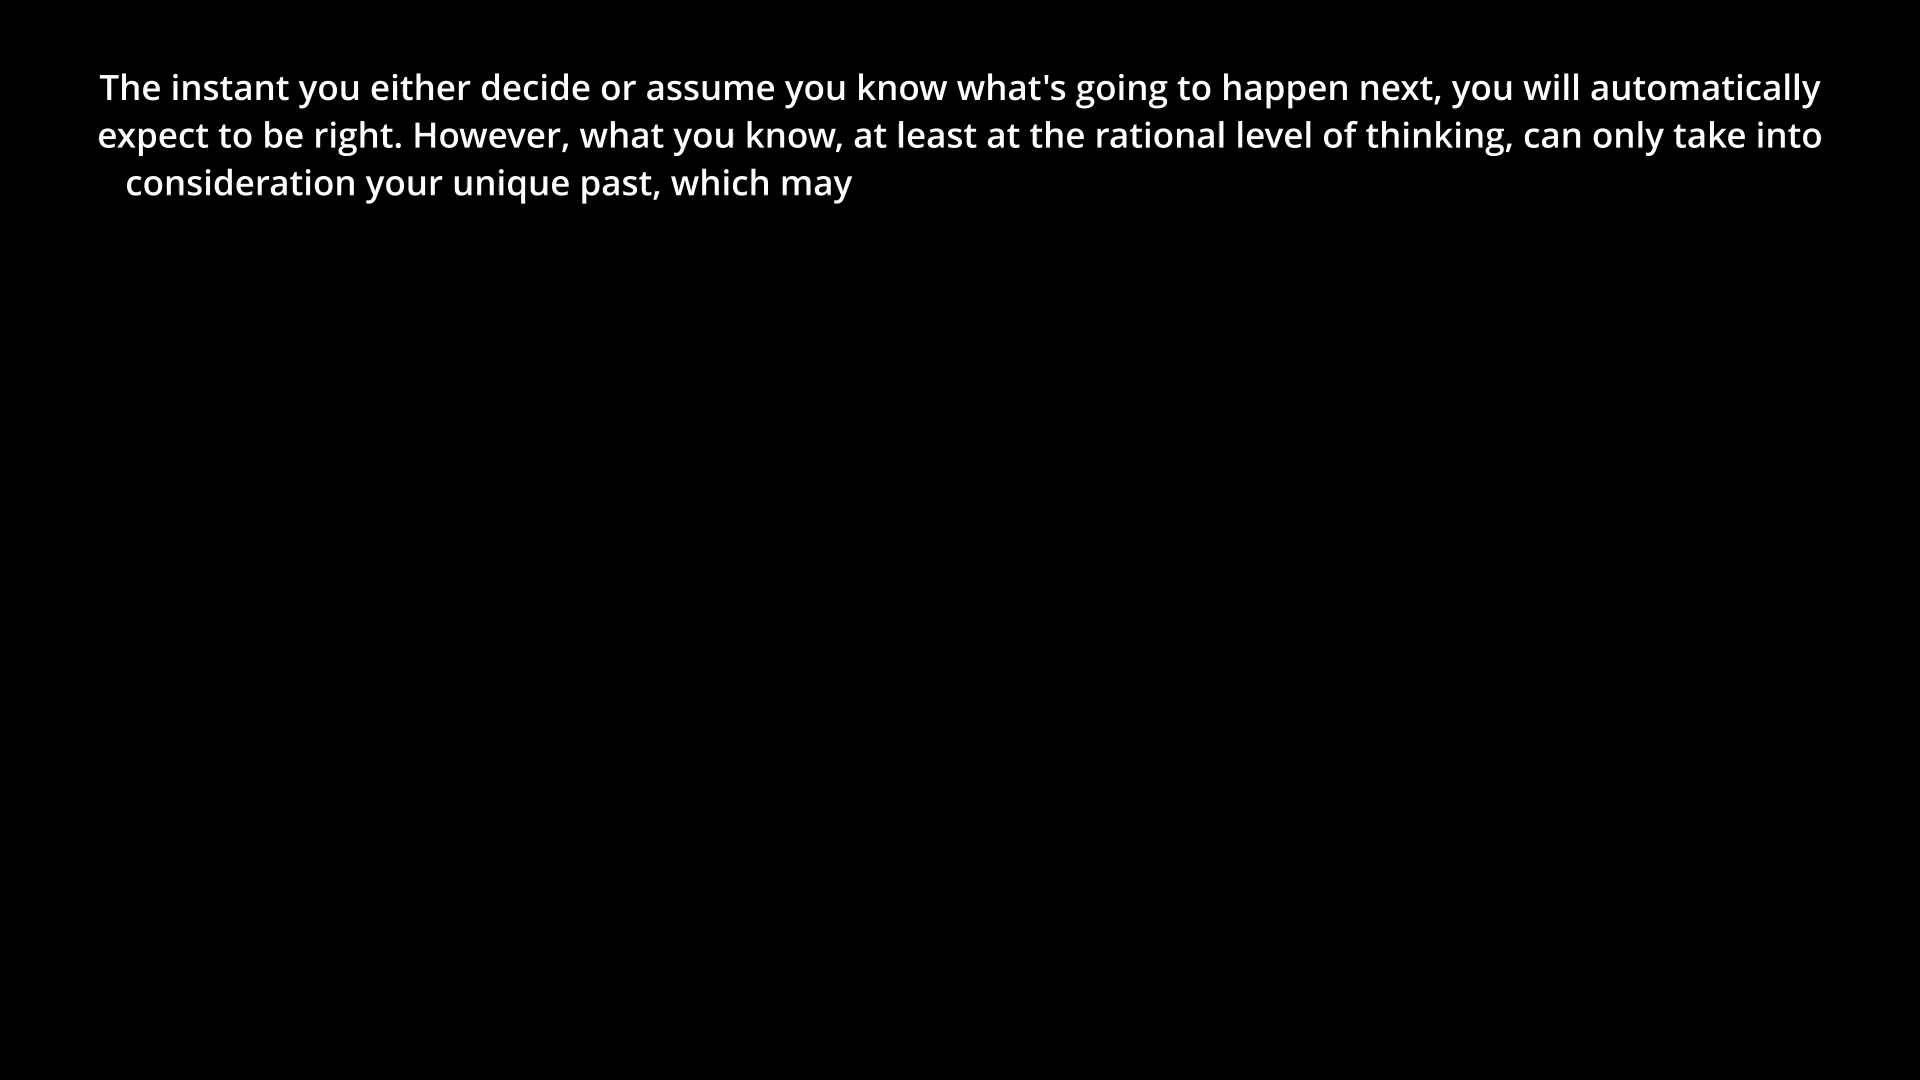 The instant you either decide or assume you know what's going to happen next, you will automatically
expect to be right. However, what you know, at least at the rational level of thinking, can only take into
consideration your unique past, which may